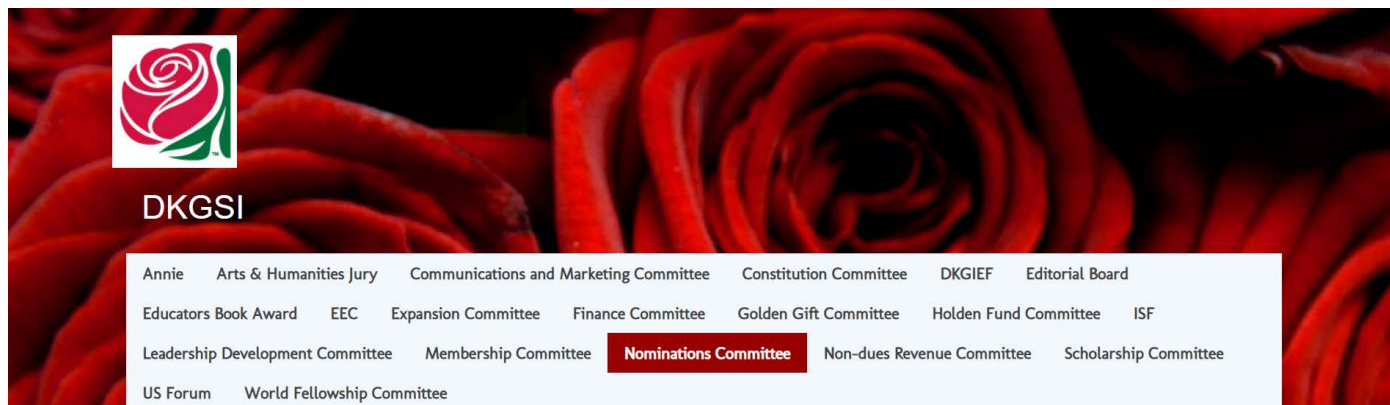 TM
DKGSI
Annie Arts & Humanities Jury Communications and Marketing Committee Constitution Committee DKGIEF Editorial Board
Educators Book Award EEC Expansion Committee Finance Committee Golden Gift Committee Holden Fund Committee ISF
Leadership Development Committee Membership Committee Nominations Committee Non-dues Revenue Committee Scholarship Committee
US Forum World Fellowship Committee